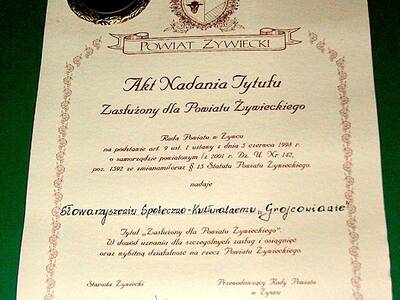 POWIAT ŻYWIECKI
Akt Nadania Tytułu
Zasłużony dla Powiatu Żywieckiego
Rada Powiatu w Żywcu
na podstawie art. 9 ust. 1 ustawy z dnia 5 czerwca 1998 r.
o samorządzie powiatowym (z 2001 r. Dz. U. Nr 142,
poz. 1592 ze zmianami) oraz § 15 Statutu Powiatu Żywieckiego,
nadaje
Stowarzyszeniu Społeczno-Kulturalnemu „Grojcowianie"
Tytuł „Zasłużony dla Powiatu Żywieckiego".
W dowód uznania dla szczególnych zasług i osiągnięć
oraz wybitną działalność na rzecz Powiatu Żywieckiego.
Starosta Żywiecki
Przewodniczący Rady Powiatu
w Żywcu